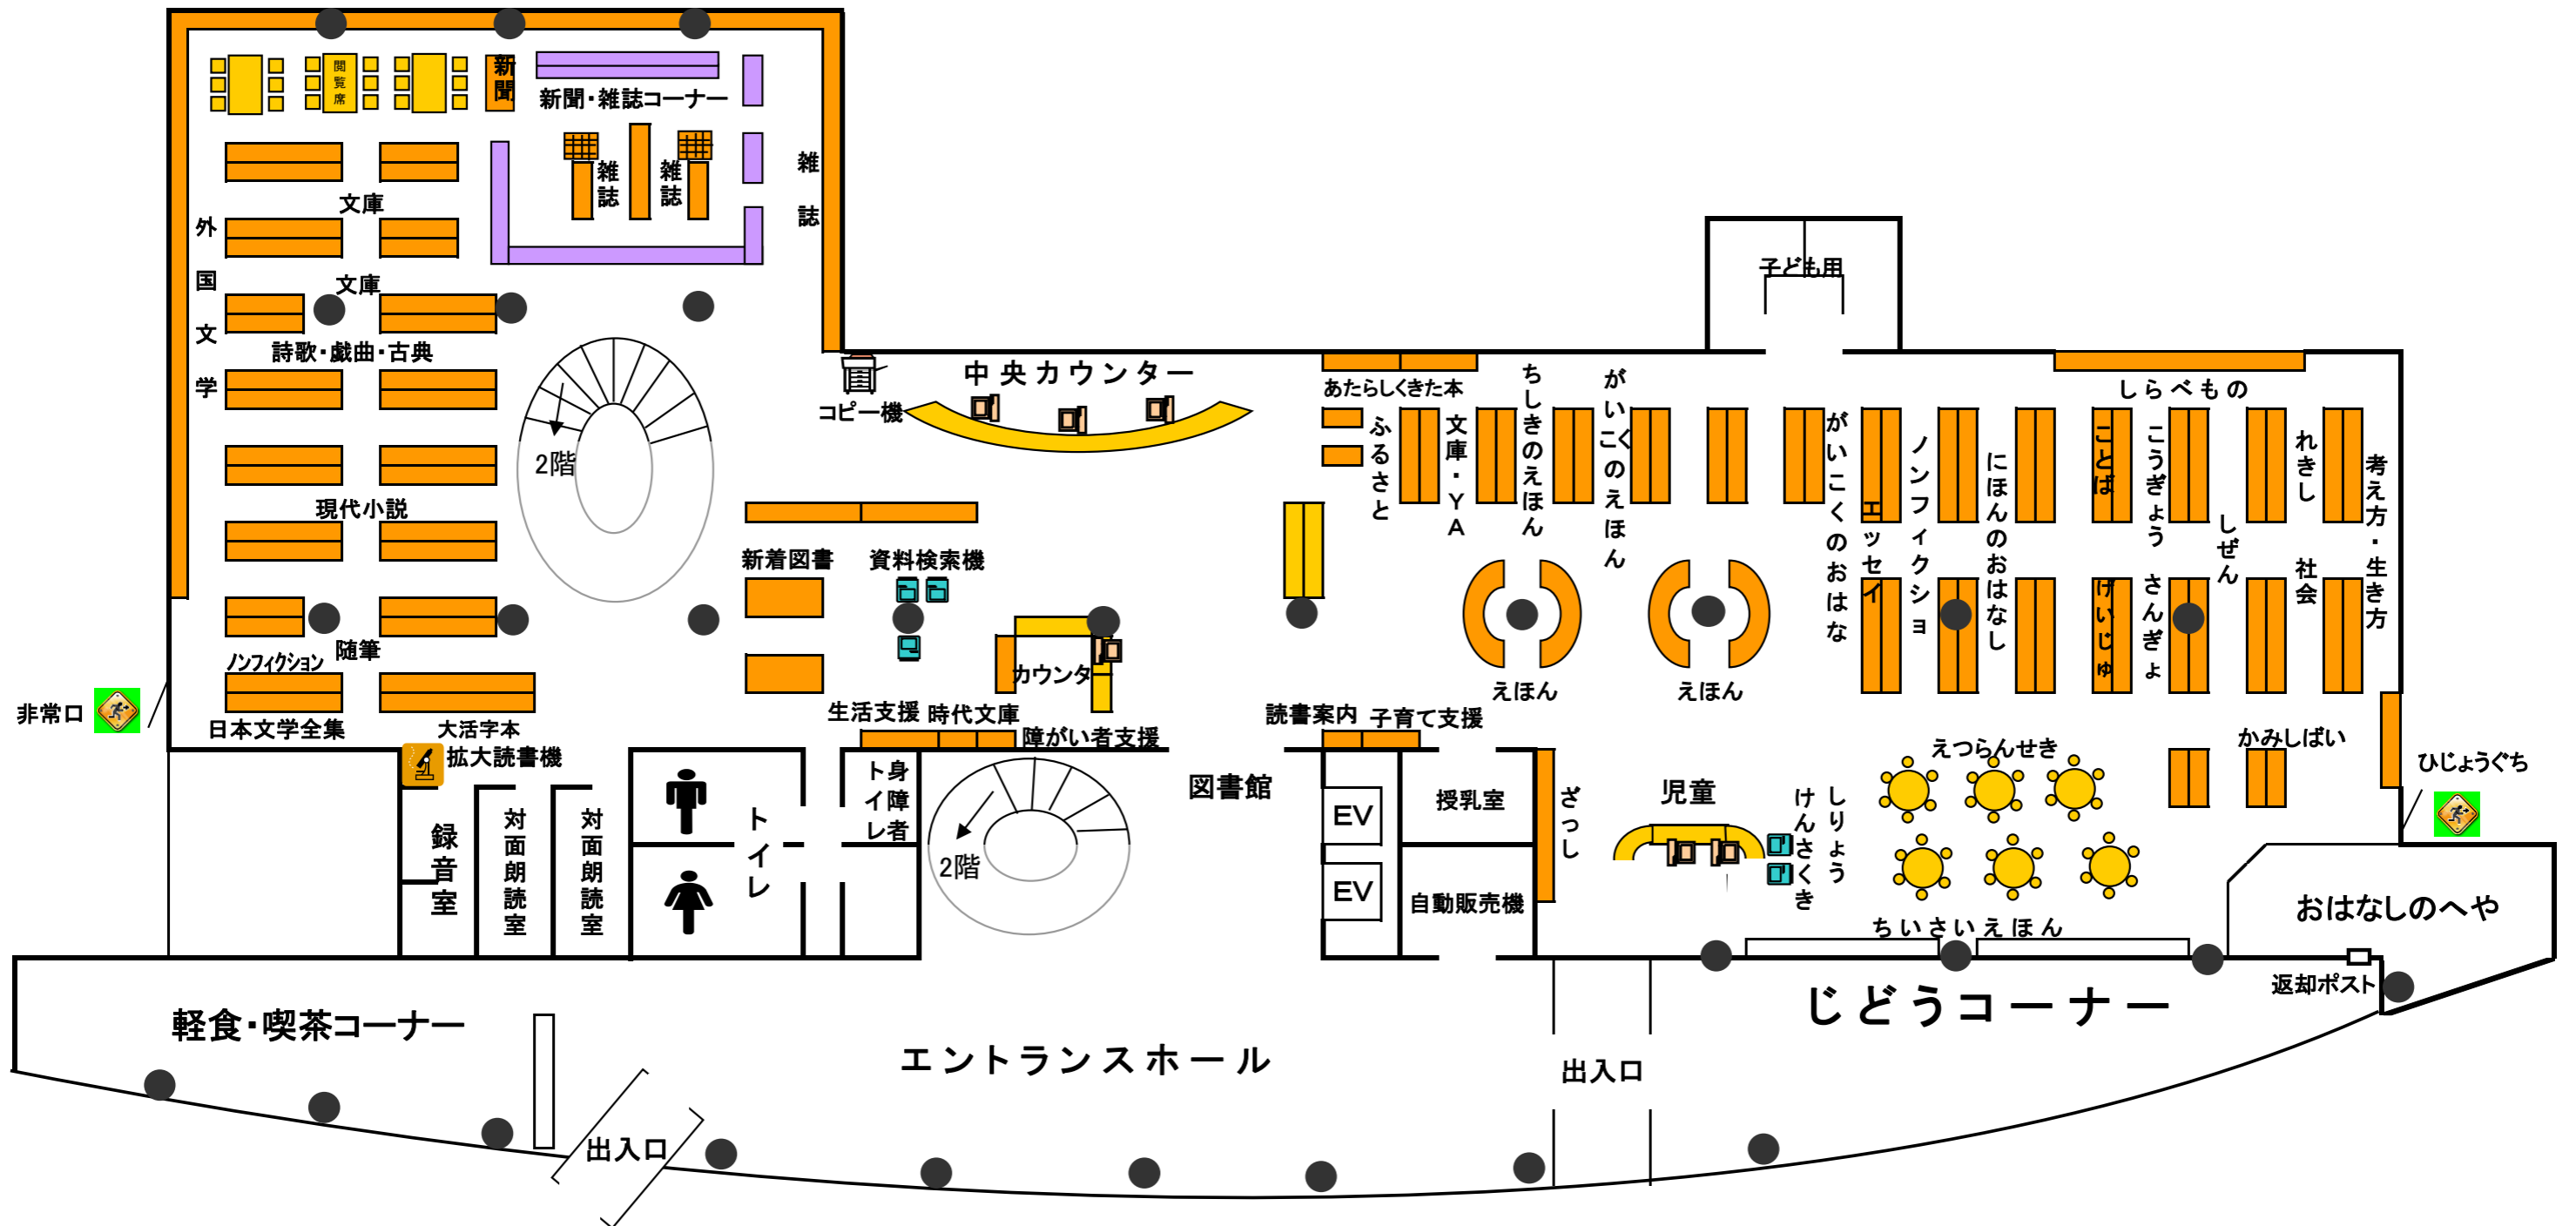 閲覧席
新聞
新聞・雑誌コーナー
雑誌
雑誌
雑誌
文庫
文庫
外国文学
詩歌・戯曲・古典
2階
現代小説
随筆
ノンフィクション
日本文学全集
大活字本
拡大読書機
非常口
コピー機
中央カウンター
新着図書
資料検索機
カウンタ
生活支援
時代文庫
障がい者支援
読書案内
子育て支援
図書館
子ども用
あたらしくきた本
ふるさと
文庫・YA
ちしきのえほん
がいこくのえほん
がいこくのおはな
エッセイ
ノンフィクショ
にほんのおはなし
しらべもの
ことば
こうぎょう
しぜん
れきし
考え方・生き方
げいじゅ
さんぎょ
社会
えほん
えほん
かみしばい
えつらんせき
ひじょうぐち
録音室
対面朗読室
対面朗読室
トイレ
身障者
トイレ
2階
EV
EV
授乳室
自動販売機
ざっし
児童
しりょう
けんさくき
ちいさいえほん
おはなしのへや
返却ポスト
じどうコーナー
軽食・喫茶コーナー
エントランスホール
出入口
出入口